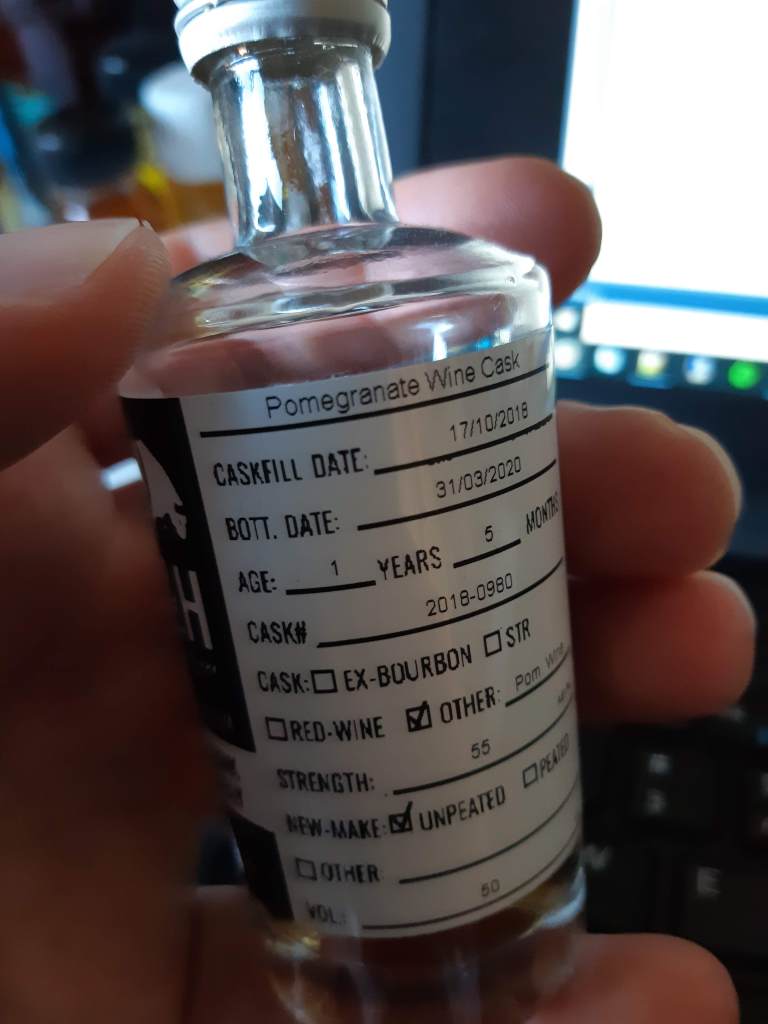 Pomegranate Wine Cask
CASKFILL DATE: 17/10/2018
BOTT. DATE: 31/03/2020
AGE: 1 YEARS 5 MONTHS
CASK# 2018-0980
CASK: ☐ EX-BOURBON ☐ STR
☐ RED-WINE ☑ OTHER: Pom Wine
STRENGTH: 55
NEW-MAKE: ☑ UNPEATED ☐ PEATED
☐ OTHER:
VOL.: 50
H
E